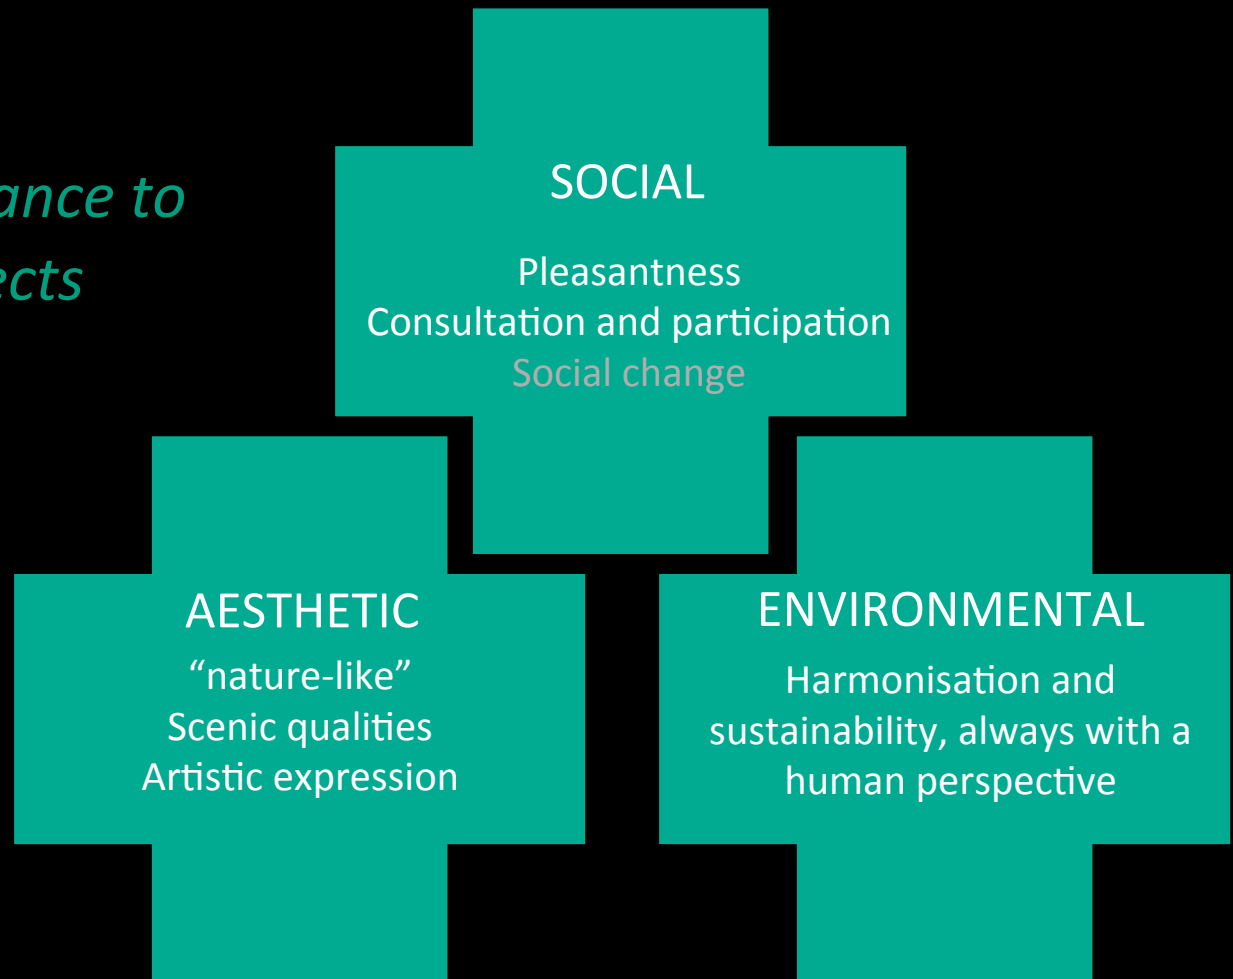 ance to
ects
SOCIAL
Pleasantness
Consultation and participation
Social change
AESTHETIC
“nature-like”
Scenic qualities
Artistic expression
ENVIRONMENTAL
Harmonisation and
sustainability, always with a
human perspective